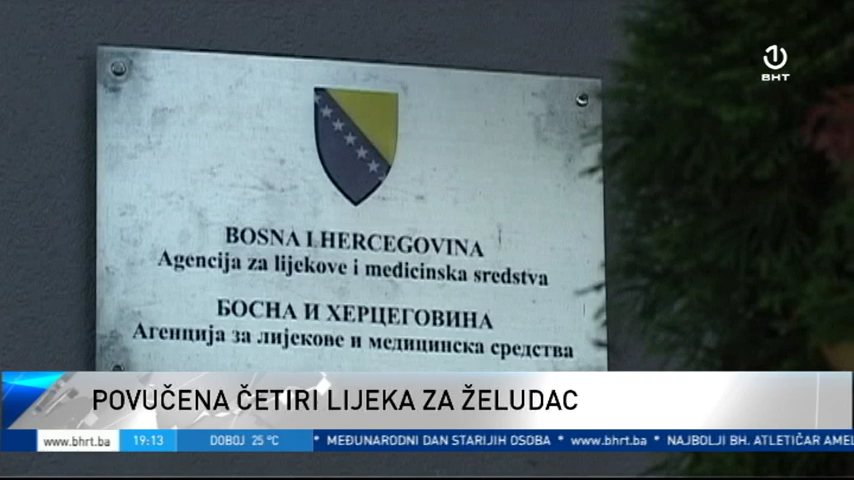 BHT
BOSNA I HERCEGOVINA
Agencija za lijekove i medicinska sredstva
БОСНА И ХЕРЦЕГОВИНА
Агенција за лијекове и медицинска средства
POVUČENA ČETIRI LIJEKA ZA ŽELUDAC
www.bhrt.ba 19:13 DOBOJ 25 °C * MEĐUNARODNI DAN STARIJIH OSOBA * www.bhrt.ba * NAJBOLJI BH. ATLETIČAR AMEL